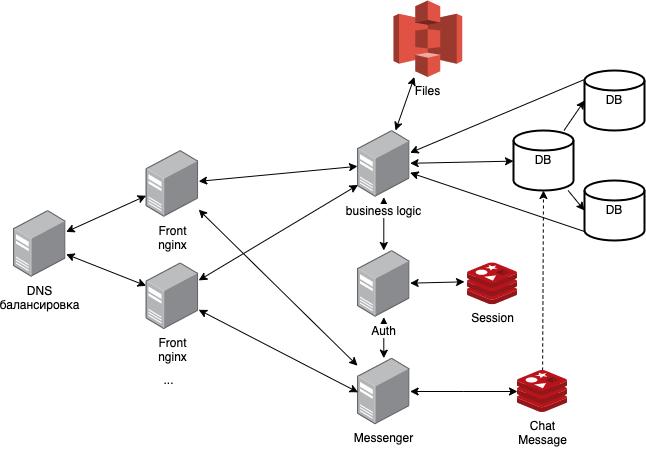 Files
DB
DB
DB
business logic
Front
nginx
DNS
балансировка
Auth
Session
Front
nginx
...
Messenger
Chat
Message